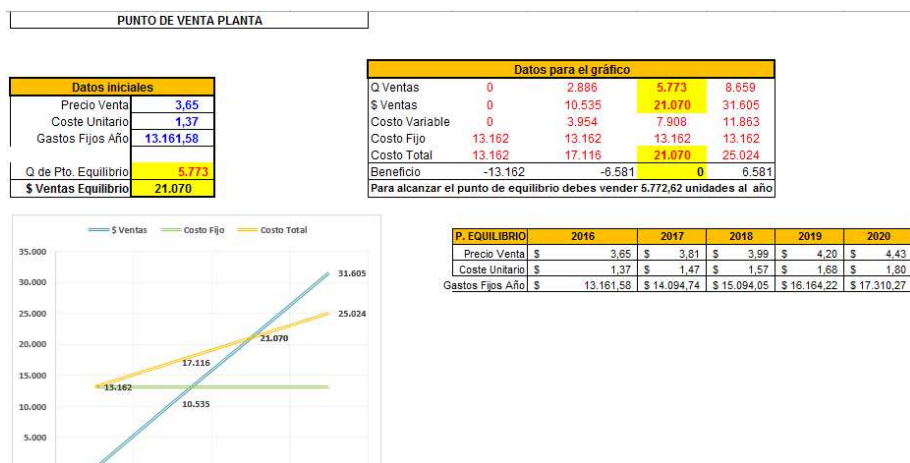 PUNTO DE VENTA PLANTA
Datos iniciales
Precio Venta 3,65
Coste Unitario 1,37
Gastos Fijos Año 13.161,58
Q de Pto. Equilibrio 5.773
$ Ventas Equilibrio 21.070
Datos para el gráfico
Q Ventas 0 2.886 5.773 8.659
$ Ventas 0 10.535 21.070 31.605
Costo Variable 0 3.954 7.908 11.863
Costo Fijo 13.162 13.162 13.162 13.162
Costo Total 13.162 17.116 21.070 25.024
Beneficio -13.162 -6.581 0 6.581
Para alcanzar el punto de equilibrio debes vender 5.772,62 unidades al año
$ Ventas Costo Fijo Costo Total
35.000
30.000
25.000
20.000
15.000
10.000
5.000
31.605
25.024
21.070
17.116
13.162
10.535
P. EQUILIBRIO 2016 2017 2018 2019 2020
Precio Venta $ 3,65 $ 3,81 $ 3,99 $ 4,20 $ 4,43
Coste Unitario $ 1,37 $ 1,47 $ 1,57 $ 1,68 $ 1,80
Gastos Fijos Año $ 13.161,58 $ 14.094,74 $ 15.094,05 $ 16.164,22 $ 17.310,27